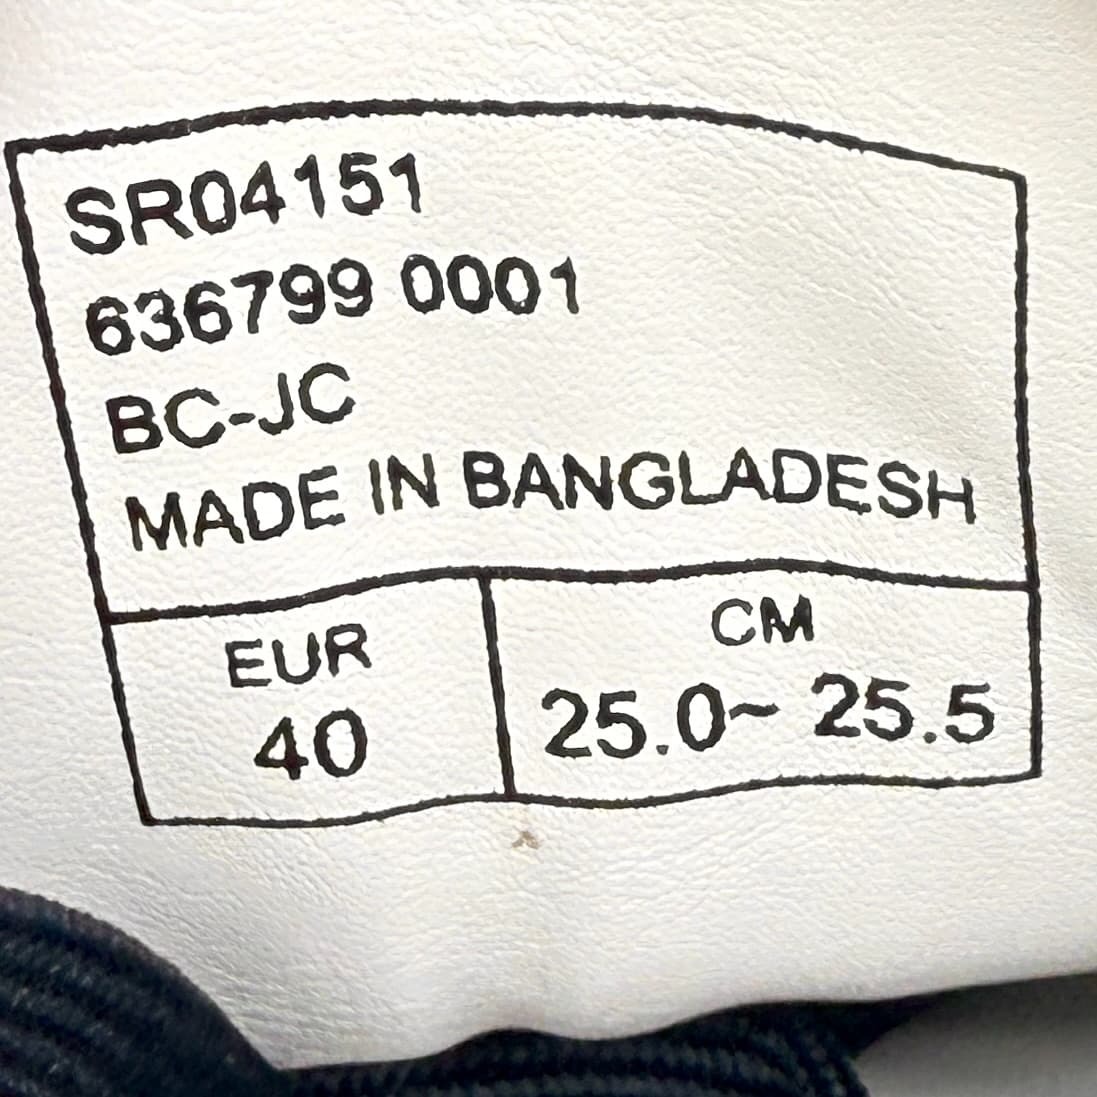 SR04151
636799 0001
BC-JC
MADE IN BANGLADESH
EUR
40
CM
25.0~ 25.5